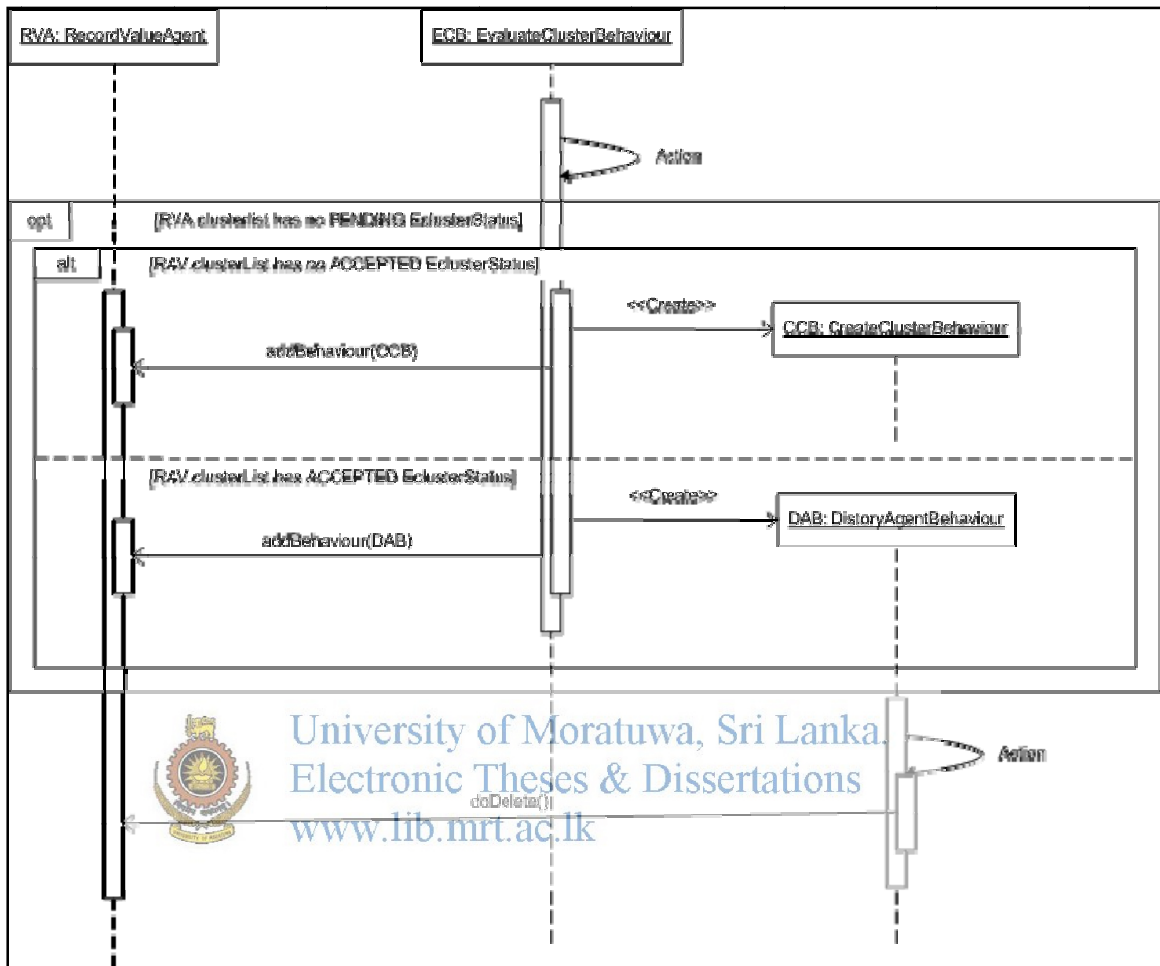 RVA: RecordValueAgent
ECB: EvaluateClusterBehaviour
Action
opt
[RVA.clusterlist has no PENDING EclusterStatus]
alt
[RAV.clusterList has no ACCEPTED EclusterStatus]
<<Create>>
CCB: CreateClusterBehaviour
addBehaviour(CCB)
[RAV.clusterList has ACCEPTED EclusterStatus]
<<Create>>
DAB: DistoryAgentBehaviour
addBehaviour(DAB)
University of Moratuwa, Sri Lanka.
Electronic Theses & Dissertations
www.lib.mrt.ac.lk
Action
doDelete()